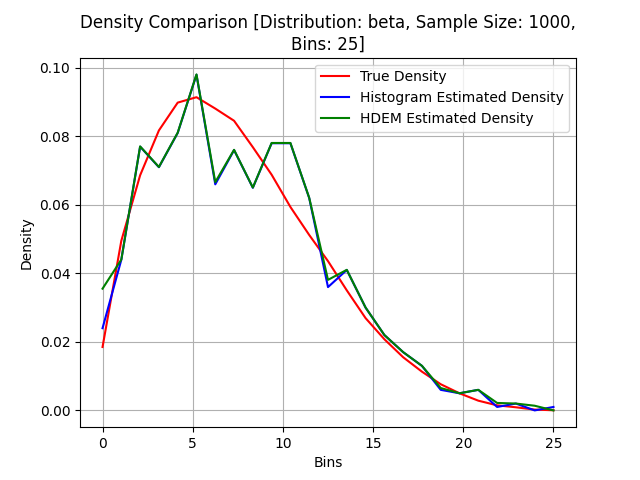 Density Comparison [Distribution: beta, Sample Size: 1000,
Bins: 25]
True Density
Histogram Estimated Density
HDEM Estimated Density
Density
0.10
0.08
0.06
0.04
0.02
0.00
0 5 10 15 20 25
Bins